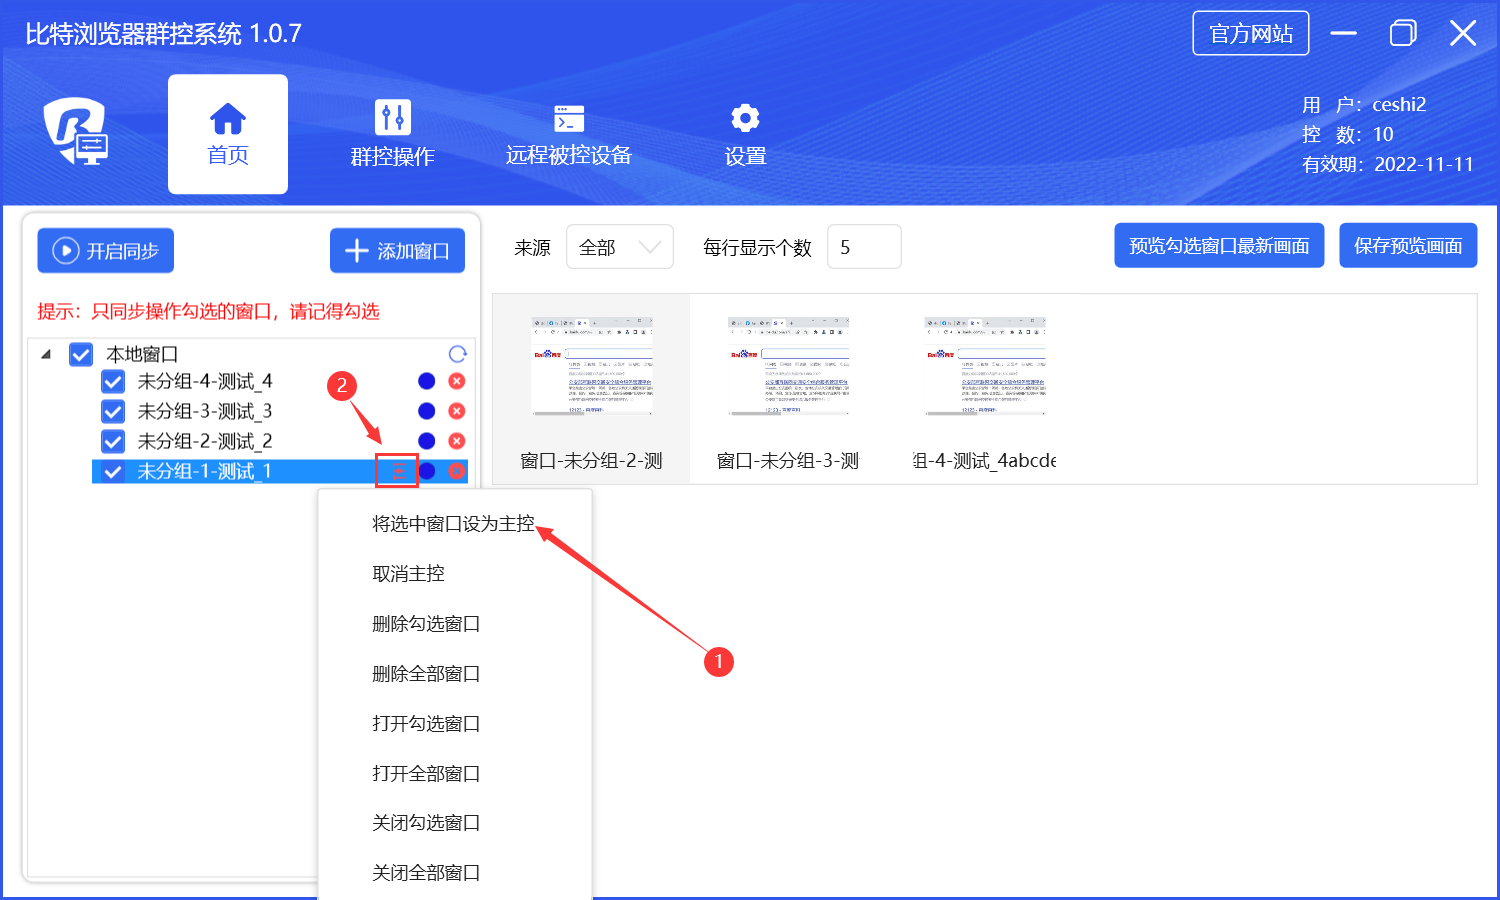 比特浏览器群控系统 1.0.7
官方网站
首页
群控操作
远程被控设备
设置
用 户：ceshi2
控 数：10
有效期：2022-11-11
开启同步
添加窗口
来源
全部
每行显示个数
5
预览勾选窗口最新画面
保存预览画面
提示：只同步操作勾选的窗口，请记得勾选
本地窗口
未分组-4-测试_4
未分组-3-测试_3
未分组-2-测试_2
未分组-1-测试_1
2
窗口-未分组-2-测
窗口-未分组-3-测
组-4-测试_4abcde
将选中窗口设为主控
取消主控
删除勾选窗口
删除全部窗口
打开勾选窗口
打开全部窗口
关闭勾选窗口
关闭全部窗口
1